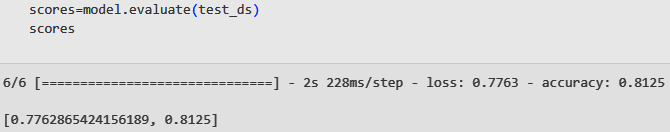 scores=model.evaluate(test_ds)
scores
6/6 [==============================] - 2s 228ms/step - loss: 0.7763 - accuracy: 0.8125
[0.7762865424156189, 0.8125]